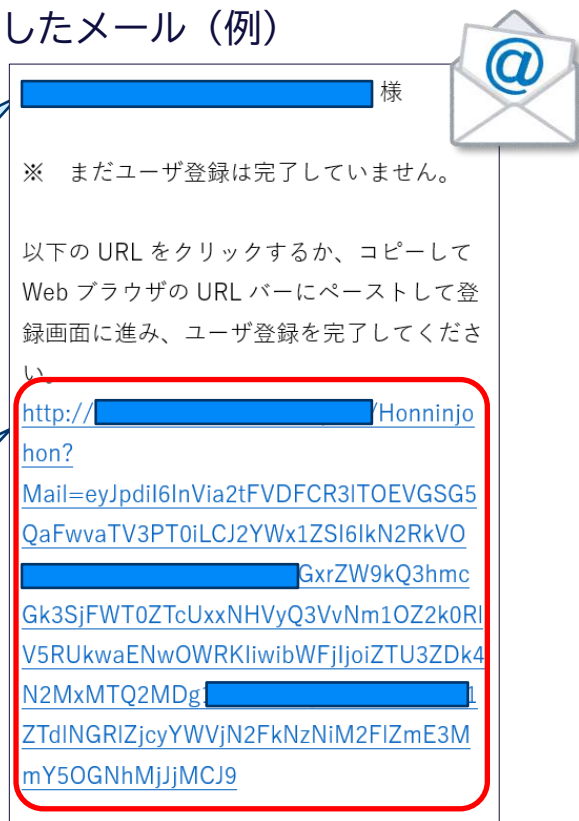 したメール（例）
様
※　まだユーザ登録は完了していません。
以下の URL をクリックするか、コピーして
Web ブラウザの URL バーにペーストして登
録画面に進み、ユーザ登録を完了してくださ
い。
http://
/Honninjo
hon?
Mail=eyJpdiI6InVia2tFVDFCR3lTOEVGSG5
QaFwvaTV3PT0iLCJ2YWx1ZSI6IkN2RkVO
GxrZW9kQ3hmc
Gk3SjFWT0ZTcUxxNHVyQ3VvNm1OZ2k0Rl
V5RUkwaENwOWRKIiwibWFjIjoiZTU3ZDk4
N2MxMTQ2MDg
1
ZTdlNGRlZjcyYWVjN2FkNzNiM2FlZmE3M
mY5OGNhMjJjMCJ9
@